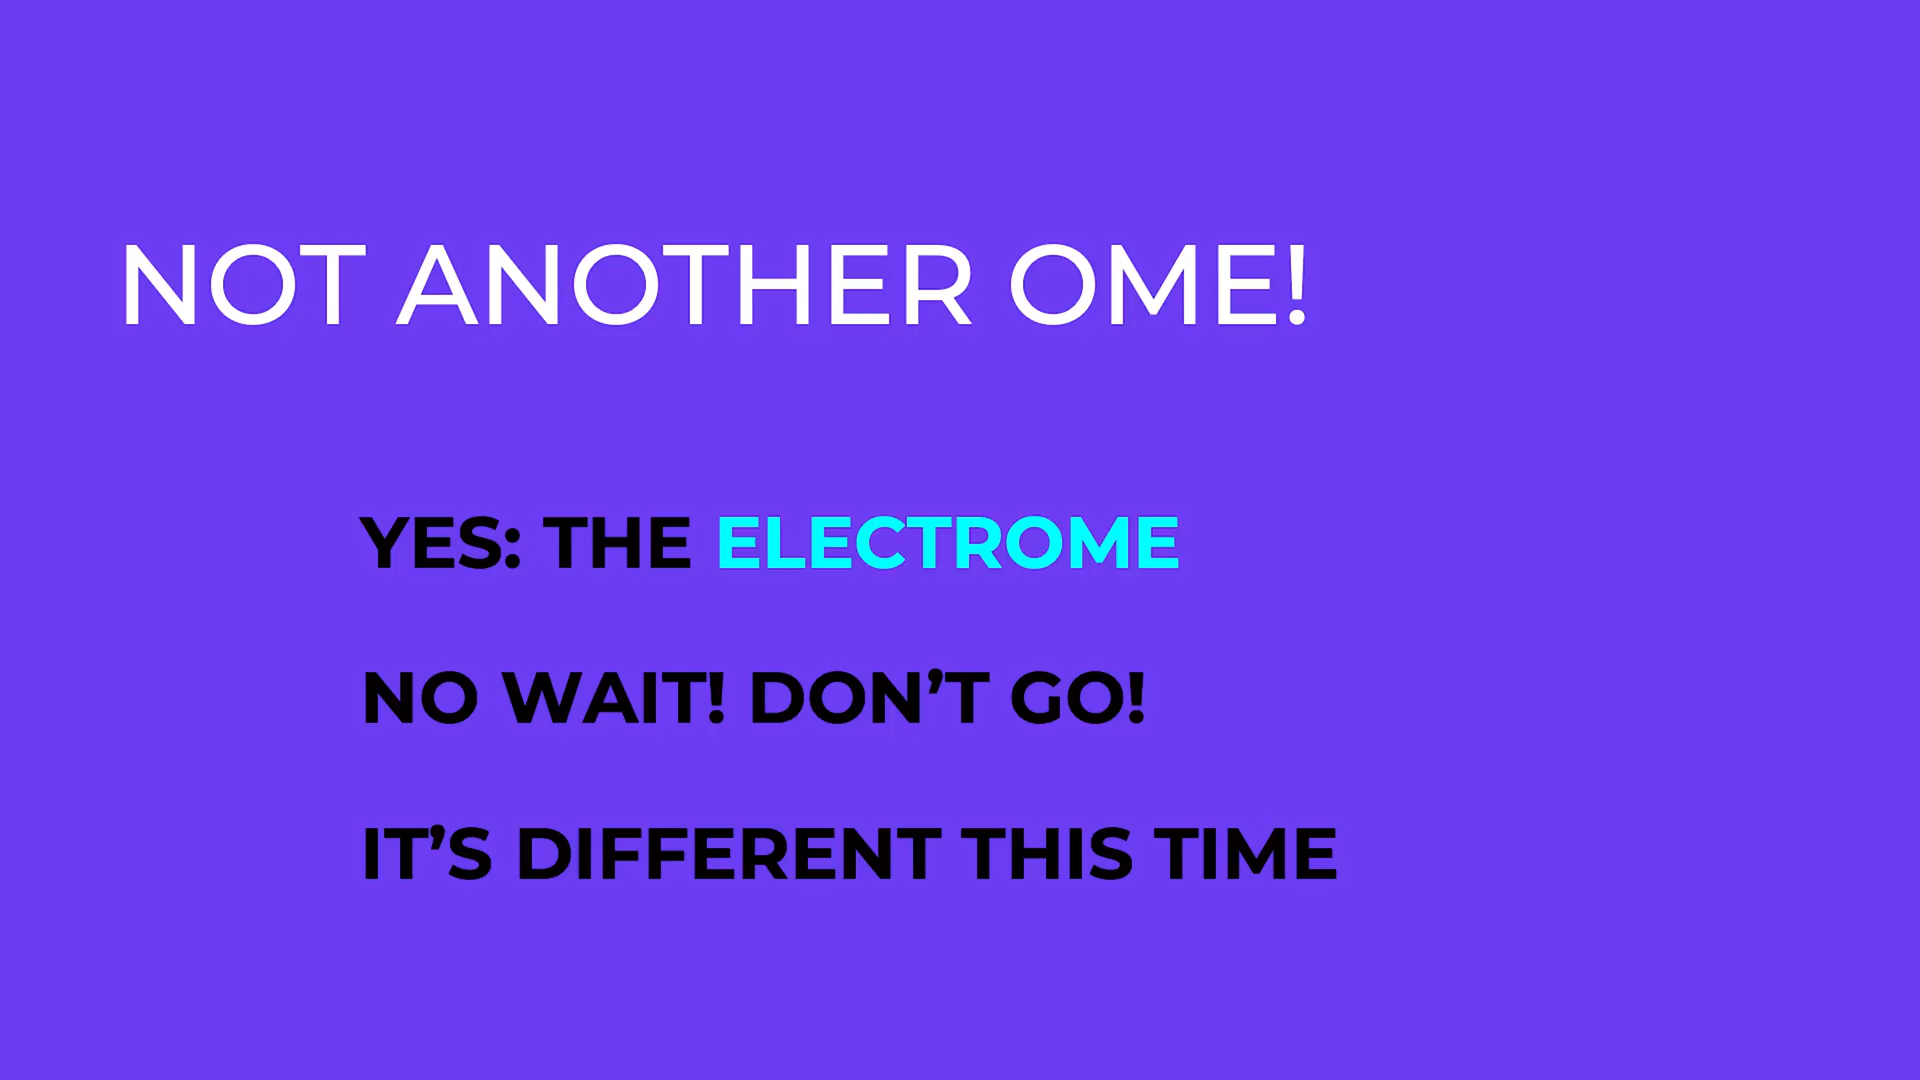 NOT ANOTHER OME!
YES: THE ELECTROME
NO WAIT! DON’T GO!
IT’S DIFFERENT THIS TIME